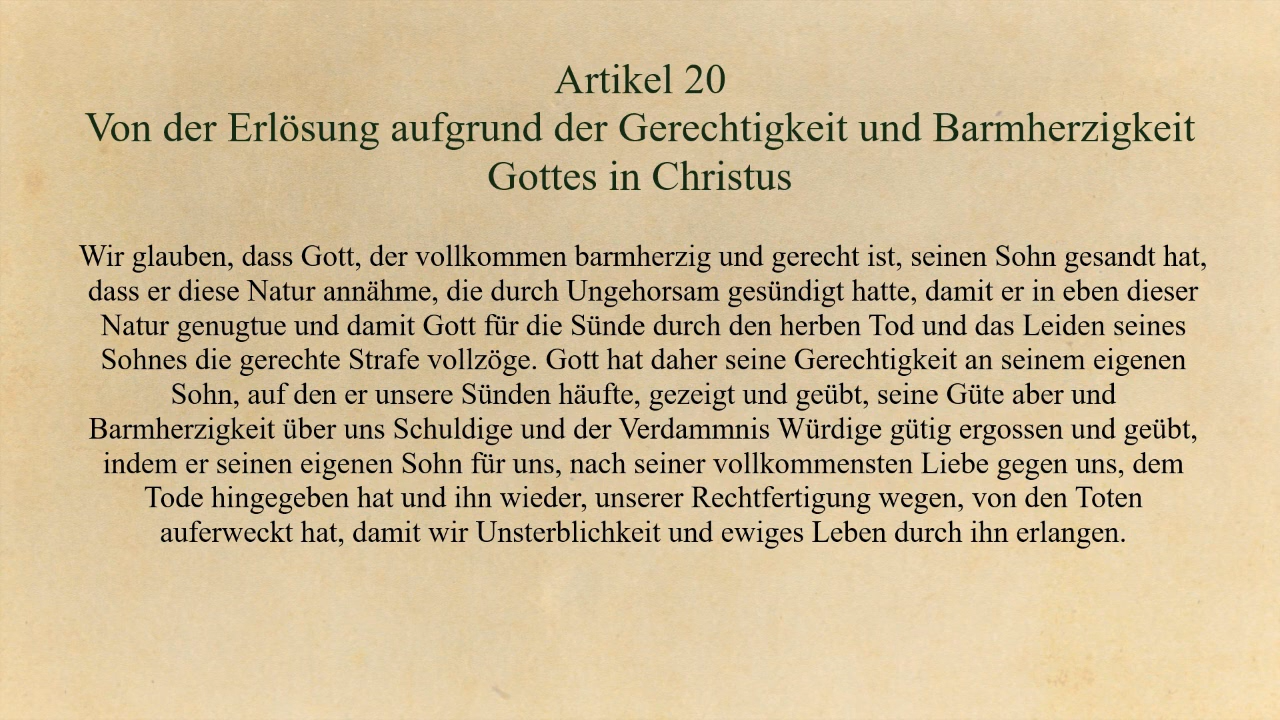 Artikel 20
Von der Erlösung aufgrund der Gerechtigkeit und Barmherzigkeit
Gottes in Christus
Wir glauben, dass Gott, der vollkommen barmherzig und gerecht ist, seinen Sohn gesandt hat,
dass er diese Natur annähme, die durch Ungehorsam gesündigt hatte, damit er in eben dieser
Natur genugtue und damit Gott für die Sünde durch den herben Tod und das Leiden seines
Sohnes die gerechte Strafe vollzöge. Gott hat daher seine Gerechtigkeit an seinem eigenen
Sohn, auf den er unsere Sünden häufte, gezeigt und geübt, seine Güte aber und
Barmherzigkeit über uns Schuldige und der Verdammnis Würdige gütig ergossen und geübt,
indem er seinen eigenen Sohn für uns, nach seiner vollkommensten Liebe gegen uns, dem
Tode hingegeben hat und ihn wieder, unserer Rechtfertigung wegen, von den Toten
auferweckt hat, damit wir Unsterblichkeit und ewiges Leben durch ihn erlangen.